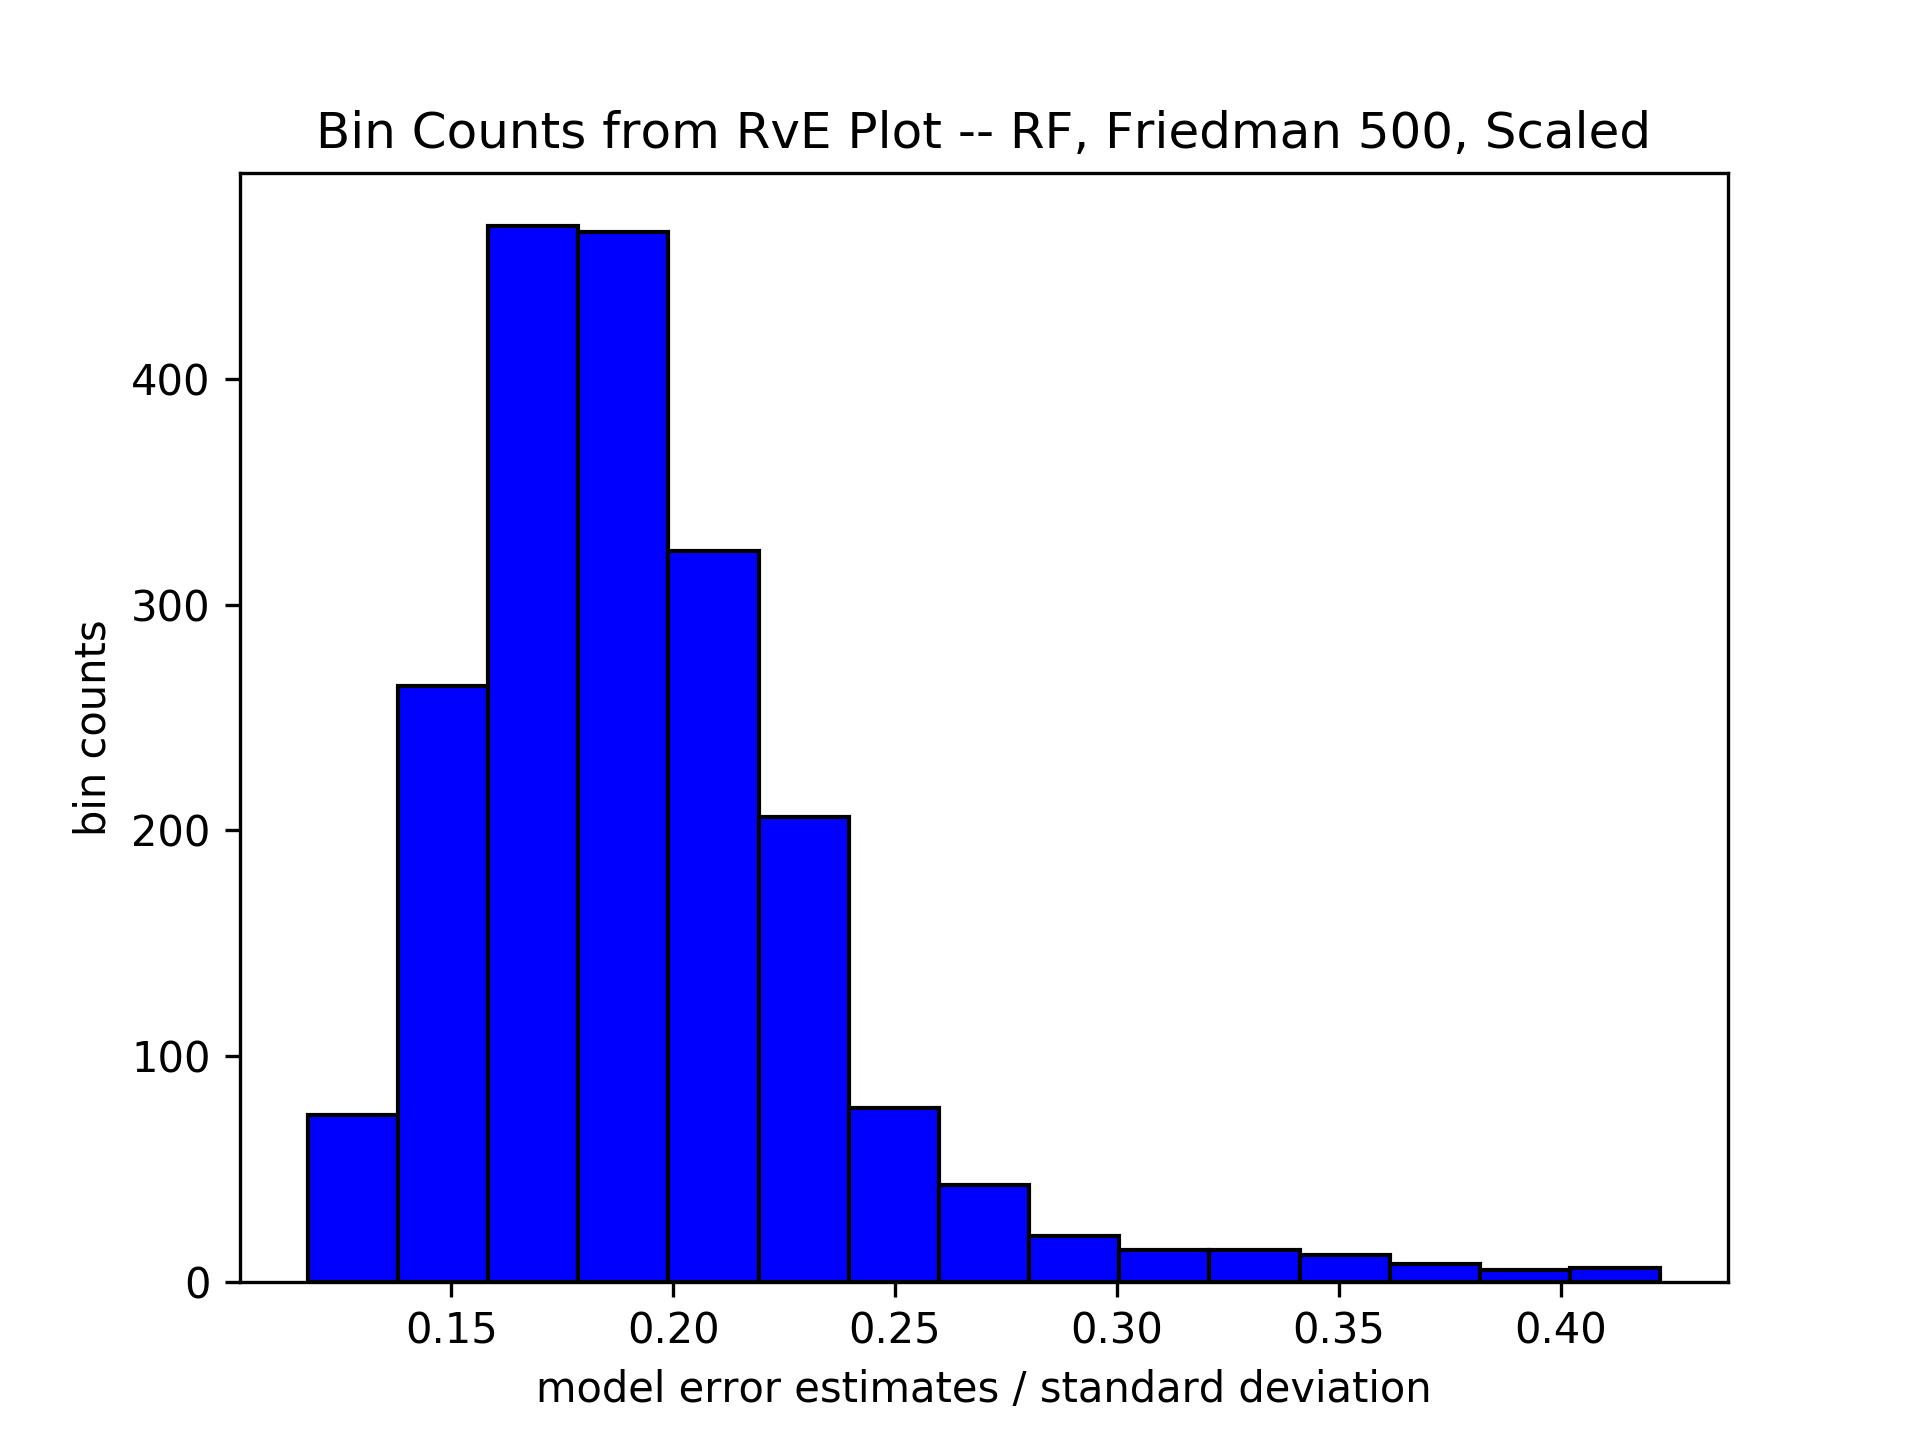 Bin Counts from RvE Plot -- RF, Friedman 500, Scaled
400
300
200
100
0
bin counts
0.15 0.20 0.25 0.30 0.35 0.40
model error estimates / standard deviation